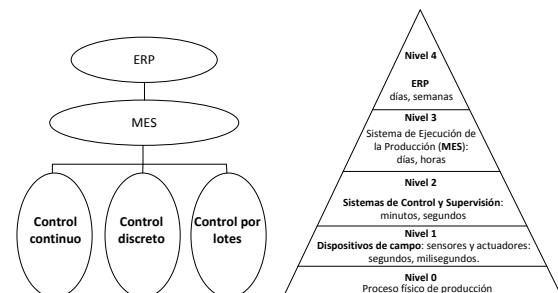 ERP
MES
Control
continuo
Control
discreto
Control por
lotes
Nivel 4
ERP
días, semanas
Nivel 3
Sistema de Ejecución de
la Producción (MES):
días, horas
Nivel 2
Sistemas de Control y Supervisión:
minutos, segundos
Nivel 1
Dispositivos de campo: sensores y actuadores:
segundos, milisegundos.
Nivel 0
Proceso físico de producción